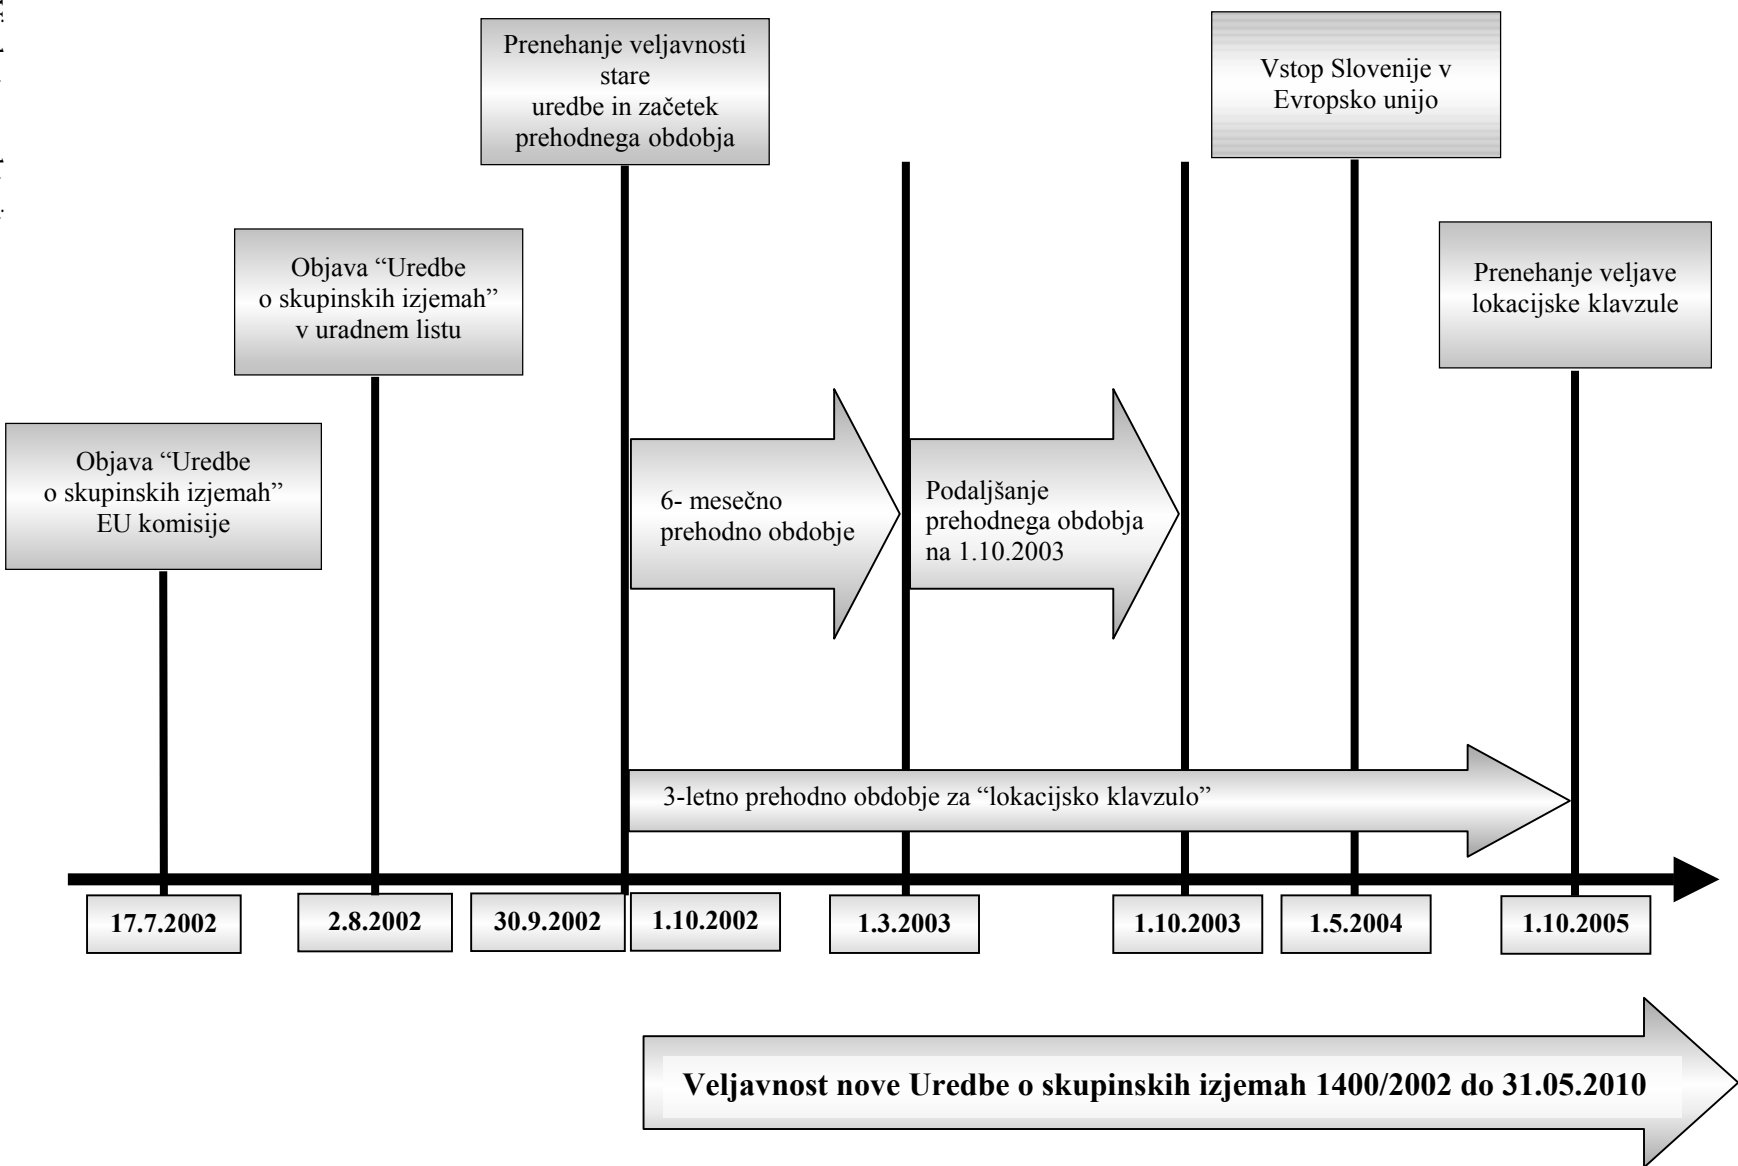 Prenehanje veljavnosti
stare
uredbe in začetek
prehodnega obdobja
Vstop Slovenije v
Evropsko unijo
Objava “Uredbe
o skupinskih izjemah”
v uradnem listu
Prenehanje veljave
lokacijske klavzule
Objava “Uredbe
o skupinskih izjemah”
EU komisije
6- mesečno
prehodno obdobje
Podaljšanje
prehodnega obdobja
na 1.10.2003
3-letno prehodno obdobje za “lokacijsko klavzulo”
17.7.2002
2.8.2002
30.9.2002
1.10.2002
1.3.2003
1.10.2003
1.5.2004
1.10.2005
Veljavnost nove Uredbe o skupinskih izjemah 1400/2002 do 31.05.2010